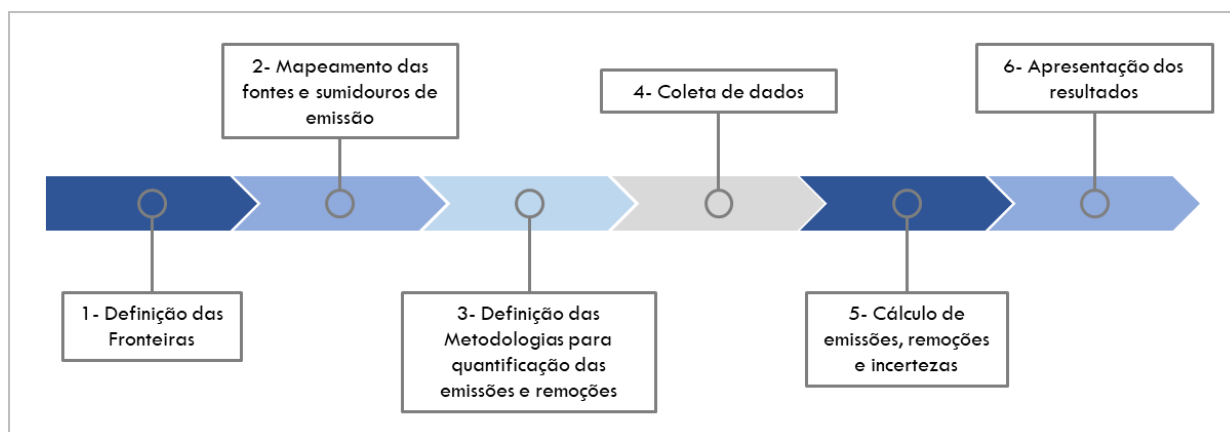 1- Definição das
Fronteiras
2- Mapeamento das
fontes e sumidouros de
emissão
3- Definição das
Metodologias para
quantificação das
emissões e remoções
4- Coleta de dados
5- Cálculo de
emissões, remoções
e incertezas
6- Apresentação dos
resultados